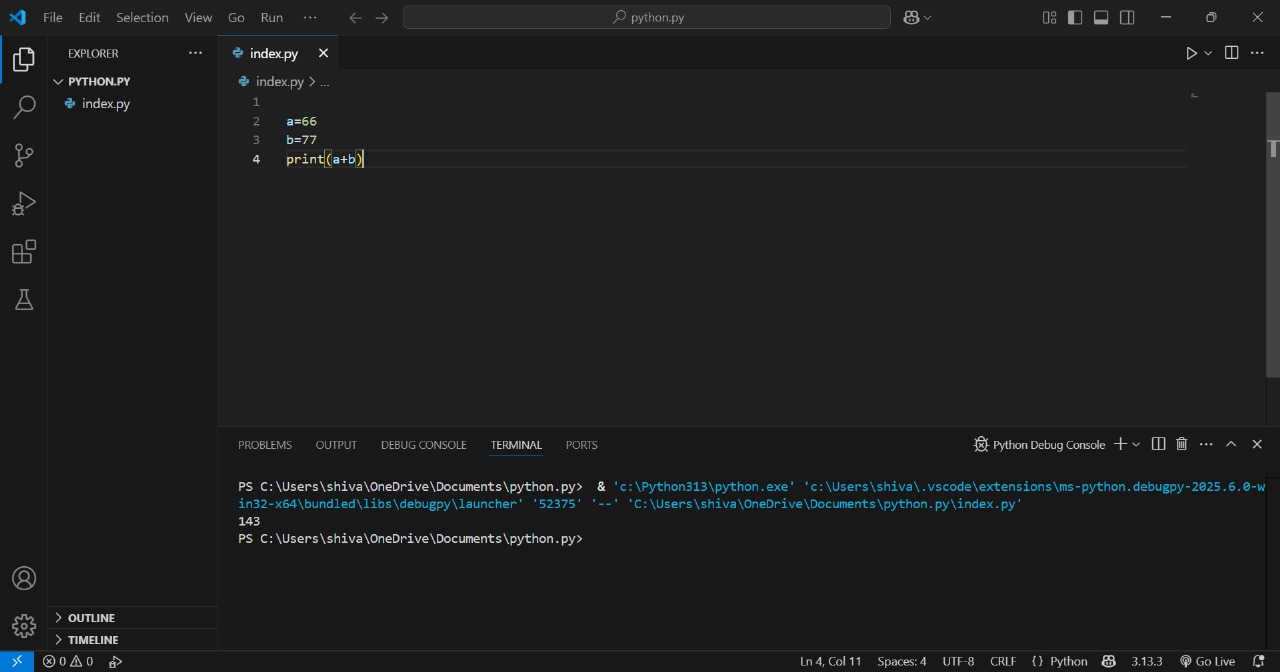 File Edit Selection View Go Run ··· python.py
EXPLORER ···
PYTHON.PY
index.py
index.py
index.py > ...
1
2 a=66
3 b=77
4 print(a+b)
PROBLEMS OUTPUT DEBUG CONSOLE TERMINAL PORTS Python Debug Console
PS C:\Users\shiva\OneDrive\Documents\python.py>  & 'c:\Python313\python.exe' 'c:\Users\shiva\.vscode\extensions\ms-python.debugpy-2025.6.0-w
in32-x64\bundled\libs\debugpy\launcher' '52375' '--' 'C:\Users\shiva\OneDrive\Documents\python.py\index.py'
143
PS C:\Users\shiva\OneDrive\Documents\python.py>
OUTLINE
TIMELINE
0 0 Ln 4, Col 11 Spaces: 4 UTF-8 CRLF {} Python 3.13.3 Go Live